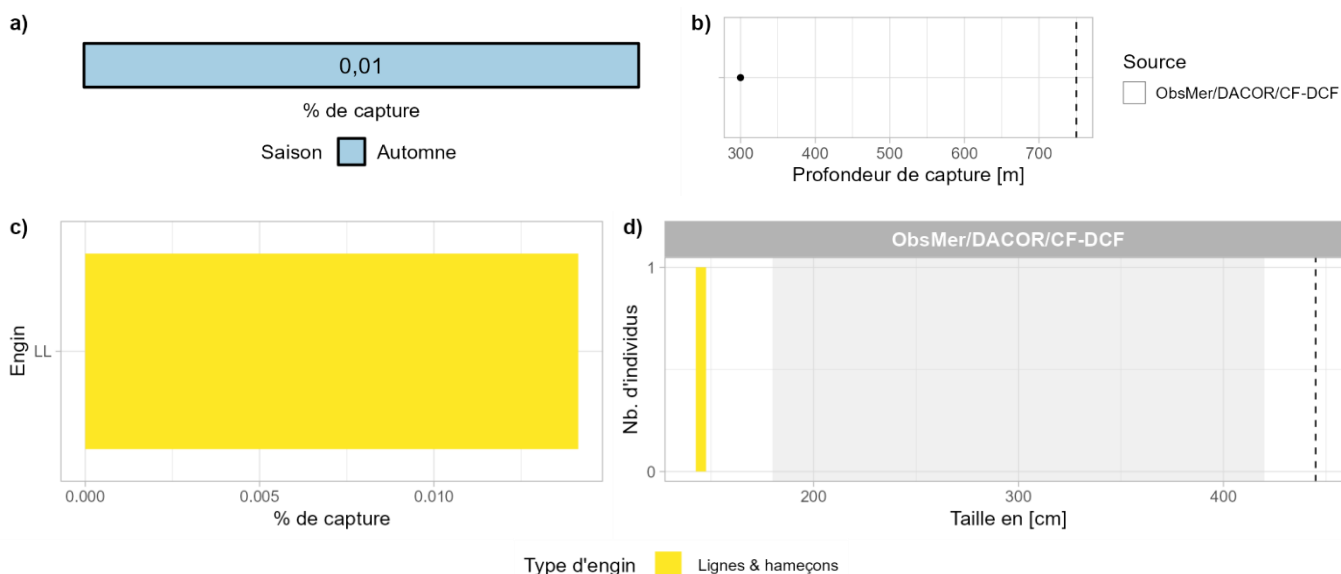 a)
0,01
% de capture
Saison Automne
b)
300 400 500 600 700
Profondeur de capture [m]
Source
ObsMer/DACOR/CF-DCF
c)
Engin
LL
0.000 0.005 0.010
% de capture
d)
ObsMer/DACOR/CF-DCF
Nb. d'individus
1
0
200 300 400
Taille en [cm]
Type d'engin Lignes & hameçons